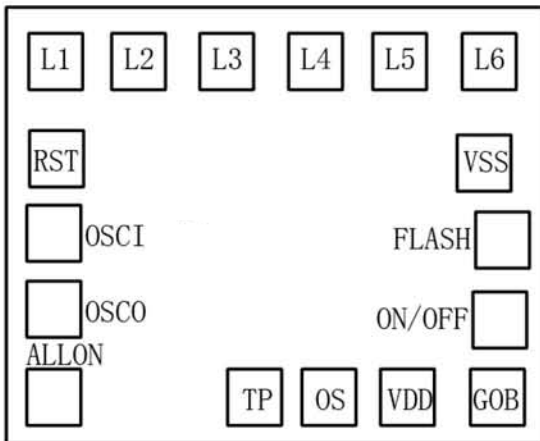 L1 L2 L3 L4 L5 L6
RST VSS
OSCI FLASH
OSCO ON/OFF
ALLON
TP OS VDD GOB